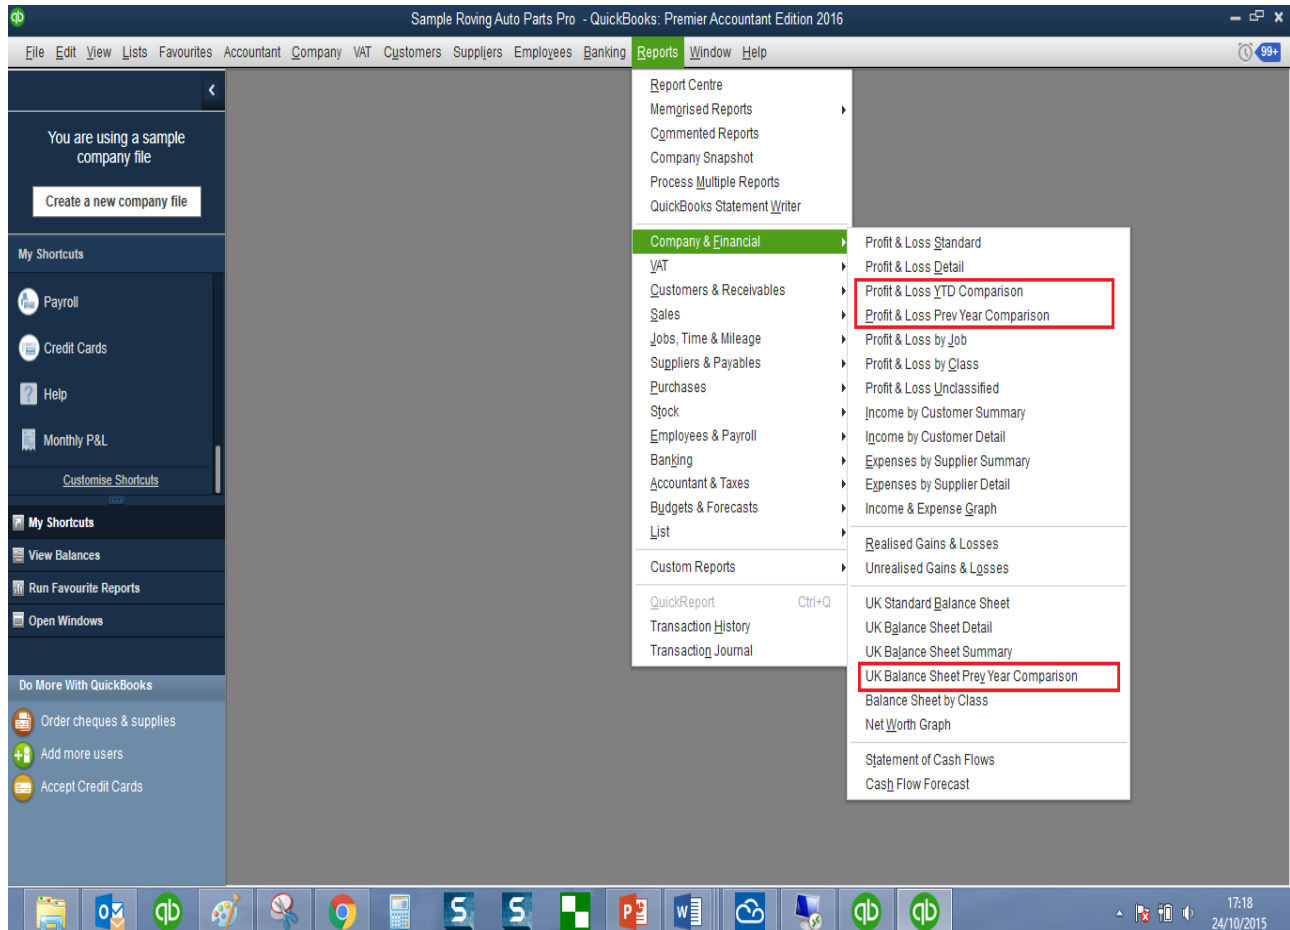 qb
Sample Roving Auto Parts Pro - QuickBooks: Premier Accountant Edition 2016
File Edit View Lists Favourites Accountant Company VAT Customers Suppliers Employees Banking Reports Window Help
99+
You are using a sample
company file
Create a new company file
My Shortcuts
Payroll
Credit Cards
? Help
Monthly P&L
Customise Shortcuts
My Shortcuts
View Balances
Run Favourite Reports
Open Windows
Do More With QuickBooks
Order cheques & supplies
Add more users
Accept Credit Cards
Report Centre
Memorised Reports
Commented Reports
Company Snapshot
Process Multiple Reports
QuickBooks Statement Writer
Company & Financial
VAT
Customers & Receivables
Sales
Jobs, Time & Mileage
Suppliers & Payables
Purchases
Stock
Employees & Payroll
Banking
Accountant & Taxes
Budgets & Forecasts
List
Custom Reports
QuickReport Ctrl+Q
Transaction History
Transaction Journal
Profit & Loss Standard
Profit & Loss Detail
Profit & Loss YTD Comparison
Profit & Loss Prev Year Comparison
Profit & Loss by Job
Profit & Loss by Class
Profit & Loss Unclassified
Income by Customer Summary
Income by Customer Detail
Expenses by Supplier Summary
Expenses by Supplier Detail
Income & Expense Graph
Realised Gains & Losses
Unrealised Gains & Losses
UK Standard Balance Sheet
UK Balance Sheet Detail
UK Balance Sheet Summary
UK Balance Sheet Prev Year Comparison
Balance Sheet by Class
Net Worth Graph
Statement of Cash Flows
Cash Flow Forecast
qb S S P W qb qb
17:18
24/10/2015